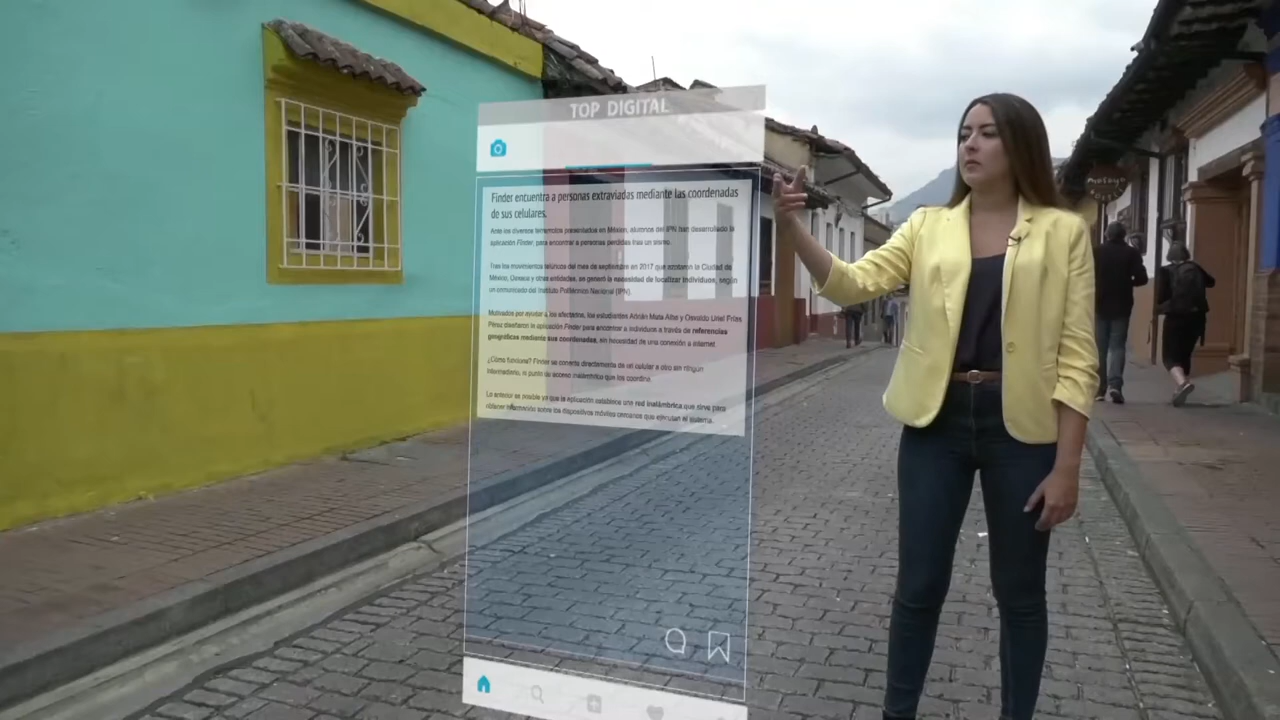 TOP DIGITAL
Finder encuentra a personas extraviadas mediante las coordenadas
de sus celulares.
Ante los diversos terremotos presentados en México, alumnos del IPN han desarrollado la
aplicación Finder, para encontrar a personas perdidas tras un sismo.
Tras los movimientos telúricos del mes de septiembre en 2017 que azotaron la Ciudad de
México, Oaxaca y otras entidades, se generó la necesidad de localizar individuos, según
un comunicado del Instituto Politécnico Nacional (IPN).
Motivados por ayudar a los afectados, los estudiantes Adrián Mata Alba y Osvaldo Uriel Frías
Pérez diseñaron la aplicación Finder para encontrar a individuos a través de referencias
geográficas mediante sus coordenadas, sin necesidad de una conexión a internet
¿Cómo funciona? Finder se conecta directamente de un celular a otro sin ningún
intermediario, ni punto de acceso inalámbrico que los coordine
Lo anterior es posible ya que la aplicación establece una red inalámbrica que sirve para
obtener información sobre los dispositivos móviles cercanos que ejecutan el sistema.